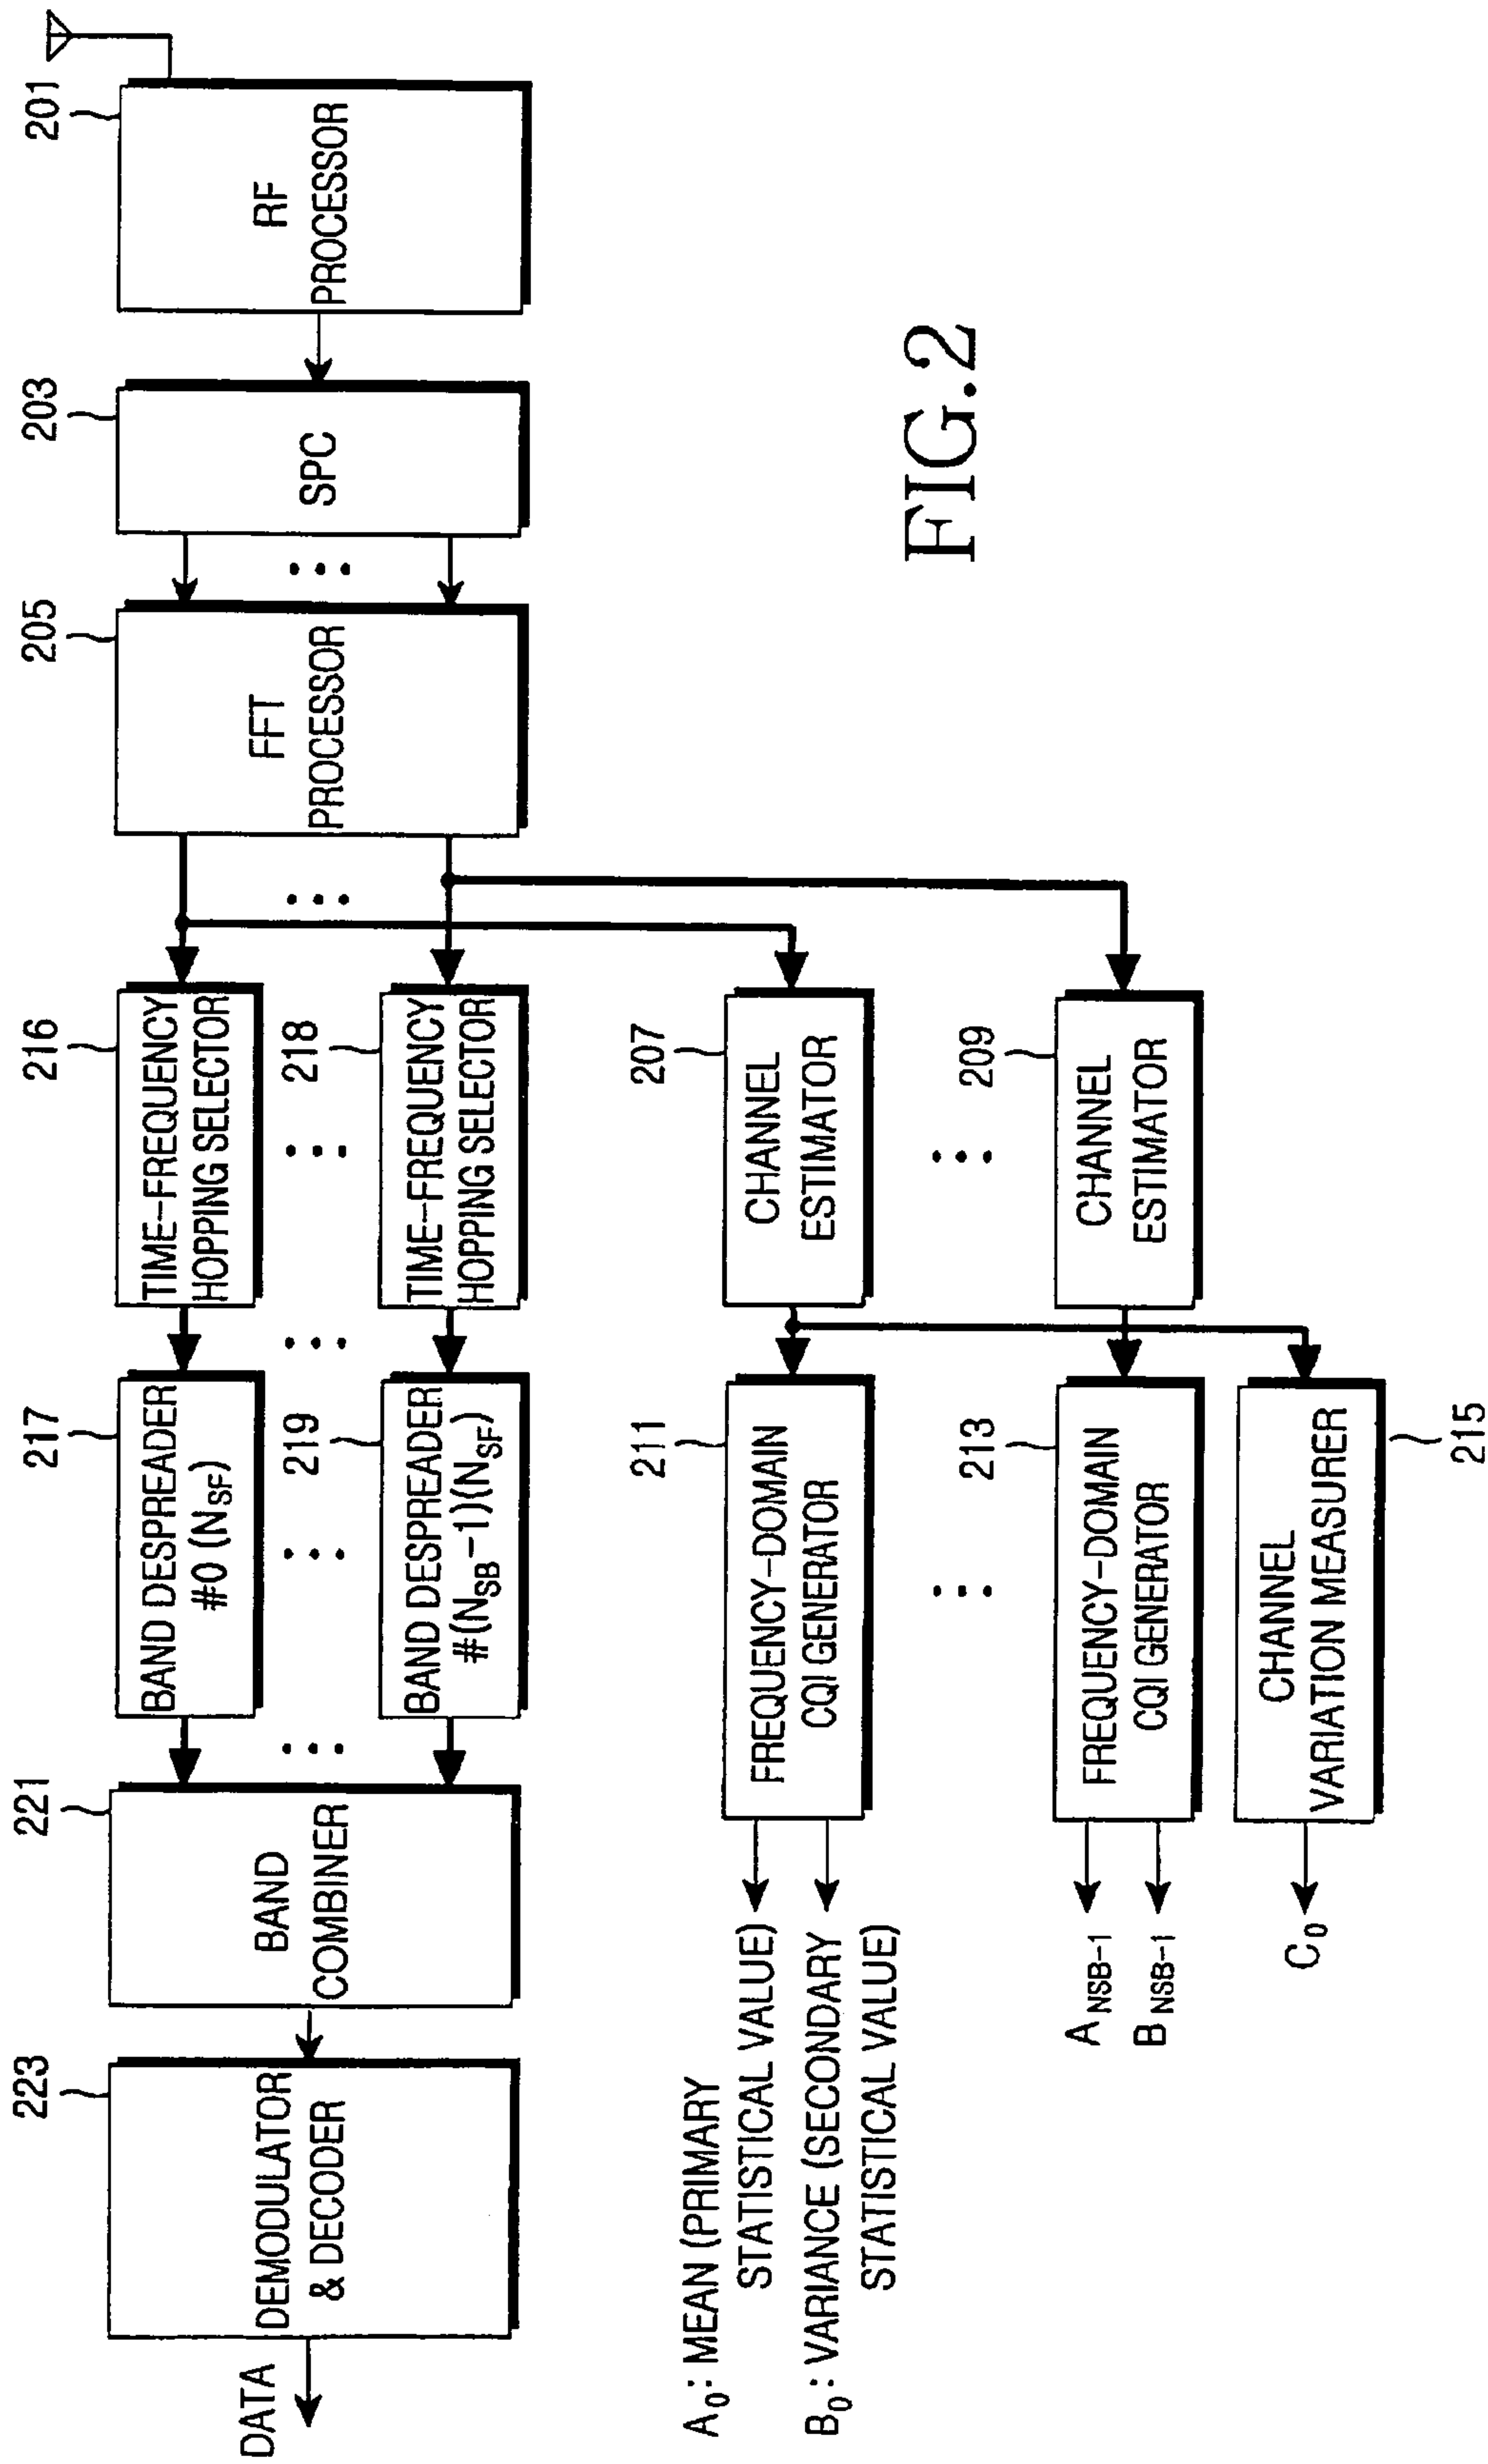 FIG.2
201
RF
PROCESSOR
203
SPC
205
FFT
PROCESSOR
216
TIME-FREQUENCY
HOPPING SELECTOR
218
TIME-FREQUENCY
HOPPING SELECTOR
207
CHANNEL
ESTIMATOR
209
CHANNEL
ESTIMATOR
217
BAND DESPREADER
#0 (NSF)
219
BAND DESPREADER
#(NSB-1)(NSF)
211
FREQUENCY-DOMAIN
CQI GENERATOR
213
FREQUENCY-DOMAIN
CQI GENERATOR
CHANNEL
VARIATION MEASURER
215
221
BAND
COMBINER
223
DEMODULATOR
& DECODER
DATA
A0: MEAN (PRIMARY
STATISTICAL VALUE)
B0: VARIANCE (SECONDARY
STATISTICAL VALUE)
ANSB-1
BNSB-1
C0